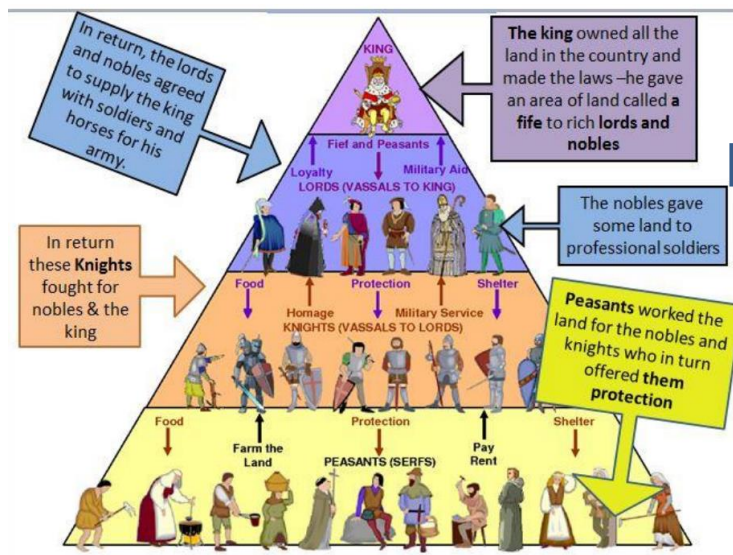 In return, the lords
and nobles agreed
to supply the king
with soldiers and
horses for his
army.
KING
The king owned all the
land in the country and
made the laws –he gave
an area of land called a
fife to rich lords and
nobles
Fief and Peasants
Loyalty
Military Aid
LORDS (VASSALS TO KING)
The nobles gave
some land to
professional soldiers
In return
these Knights
fought for
nobles & the
king
Food
Protection
Shelter
Homage
Military Service
KNIGHTS (VASSALS TO LORDS)
Peasants worked the
land for the nobles and
knights who in turn
offered them
protection
Food
Protection
Shelter
Farm the
Land
Pay
Rent
PEASANTS (SERFS)